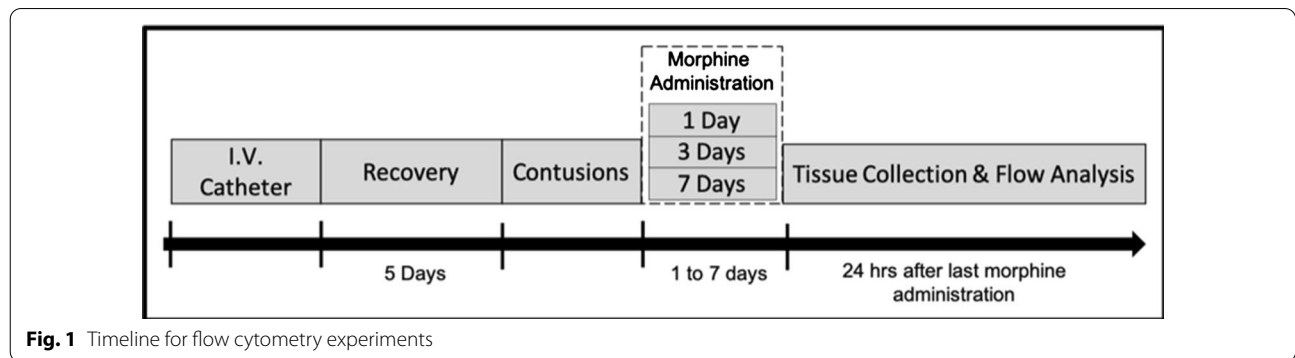 Morphine
Administration
1 Day
3 Days
7 Days
I.V.
Catheter
Recovery
Contusions
Tissue Collection & Flow Analysis
5 Days
1 to 7 days
24 hrs after last morphine
administration
Fig. 1 Timeline for flow cytometry experiments